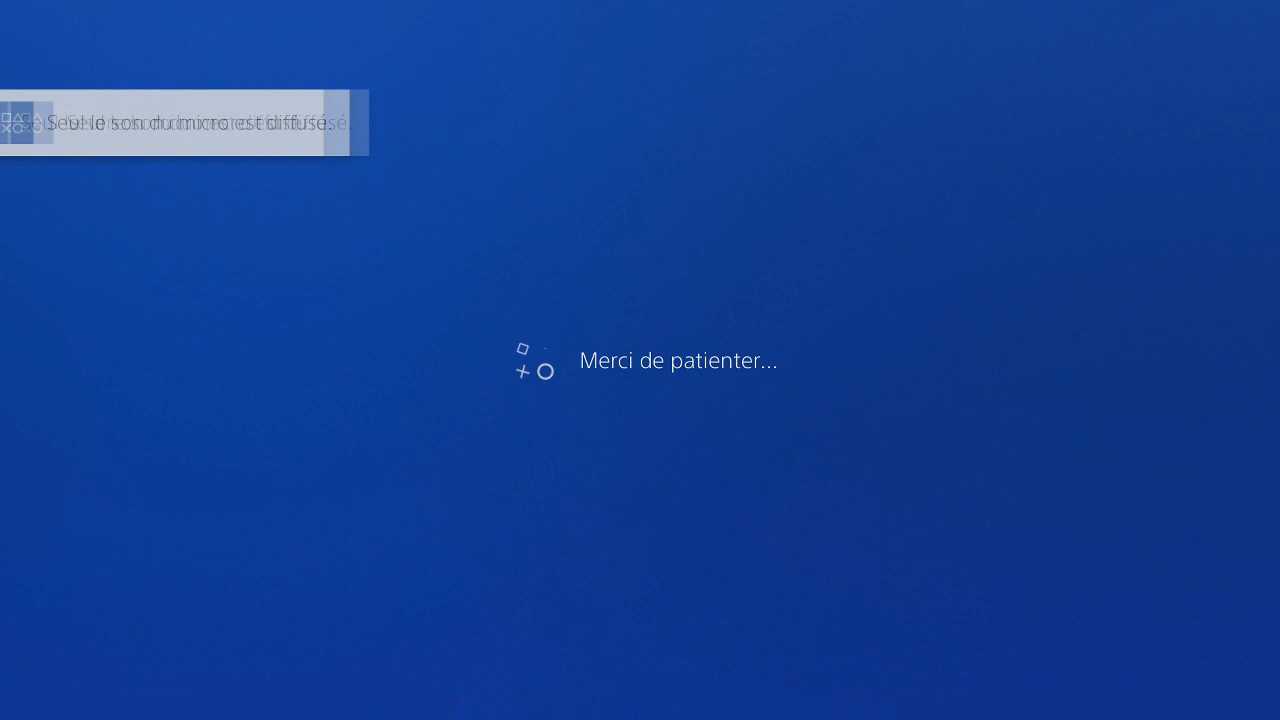 Seul le son du micro est diffusé.
Merci de patienter...